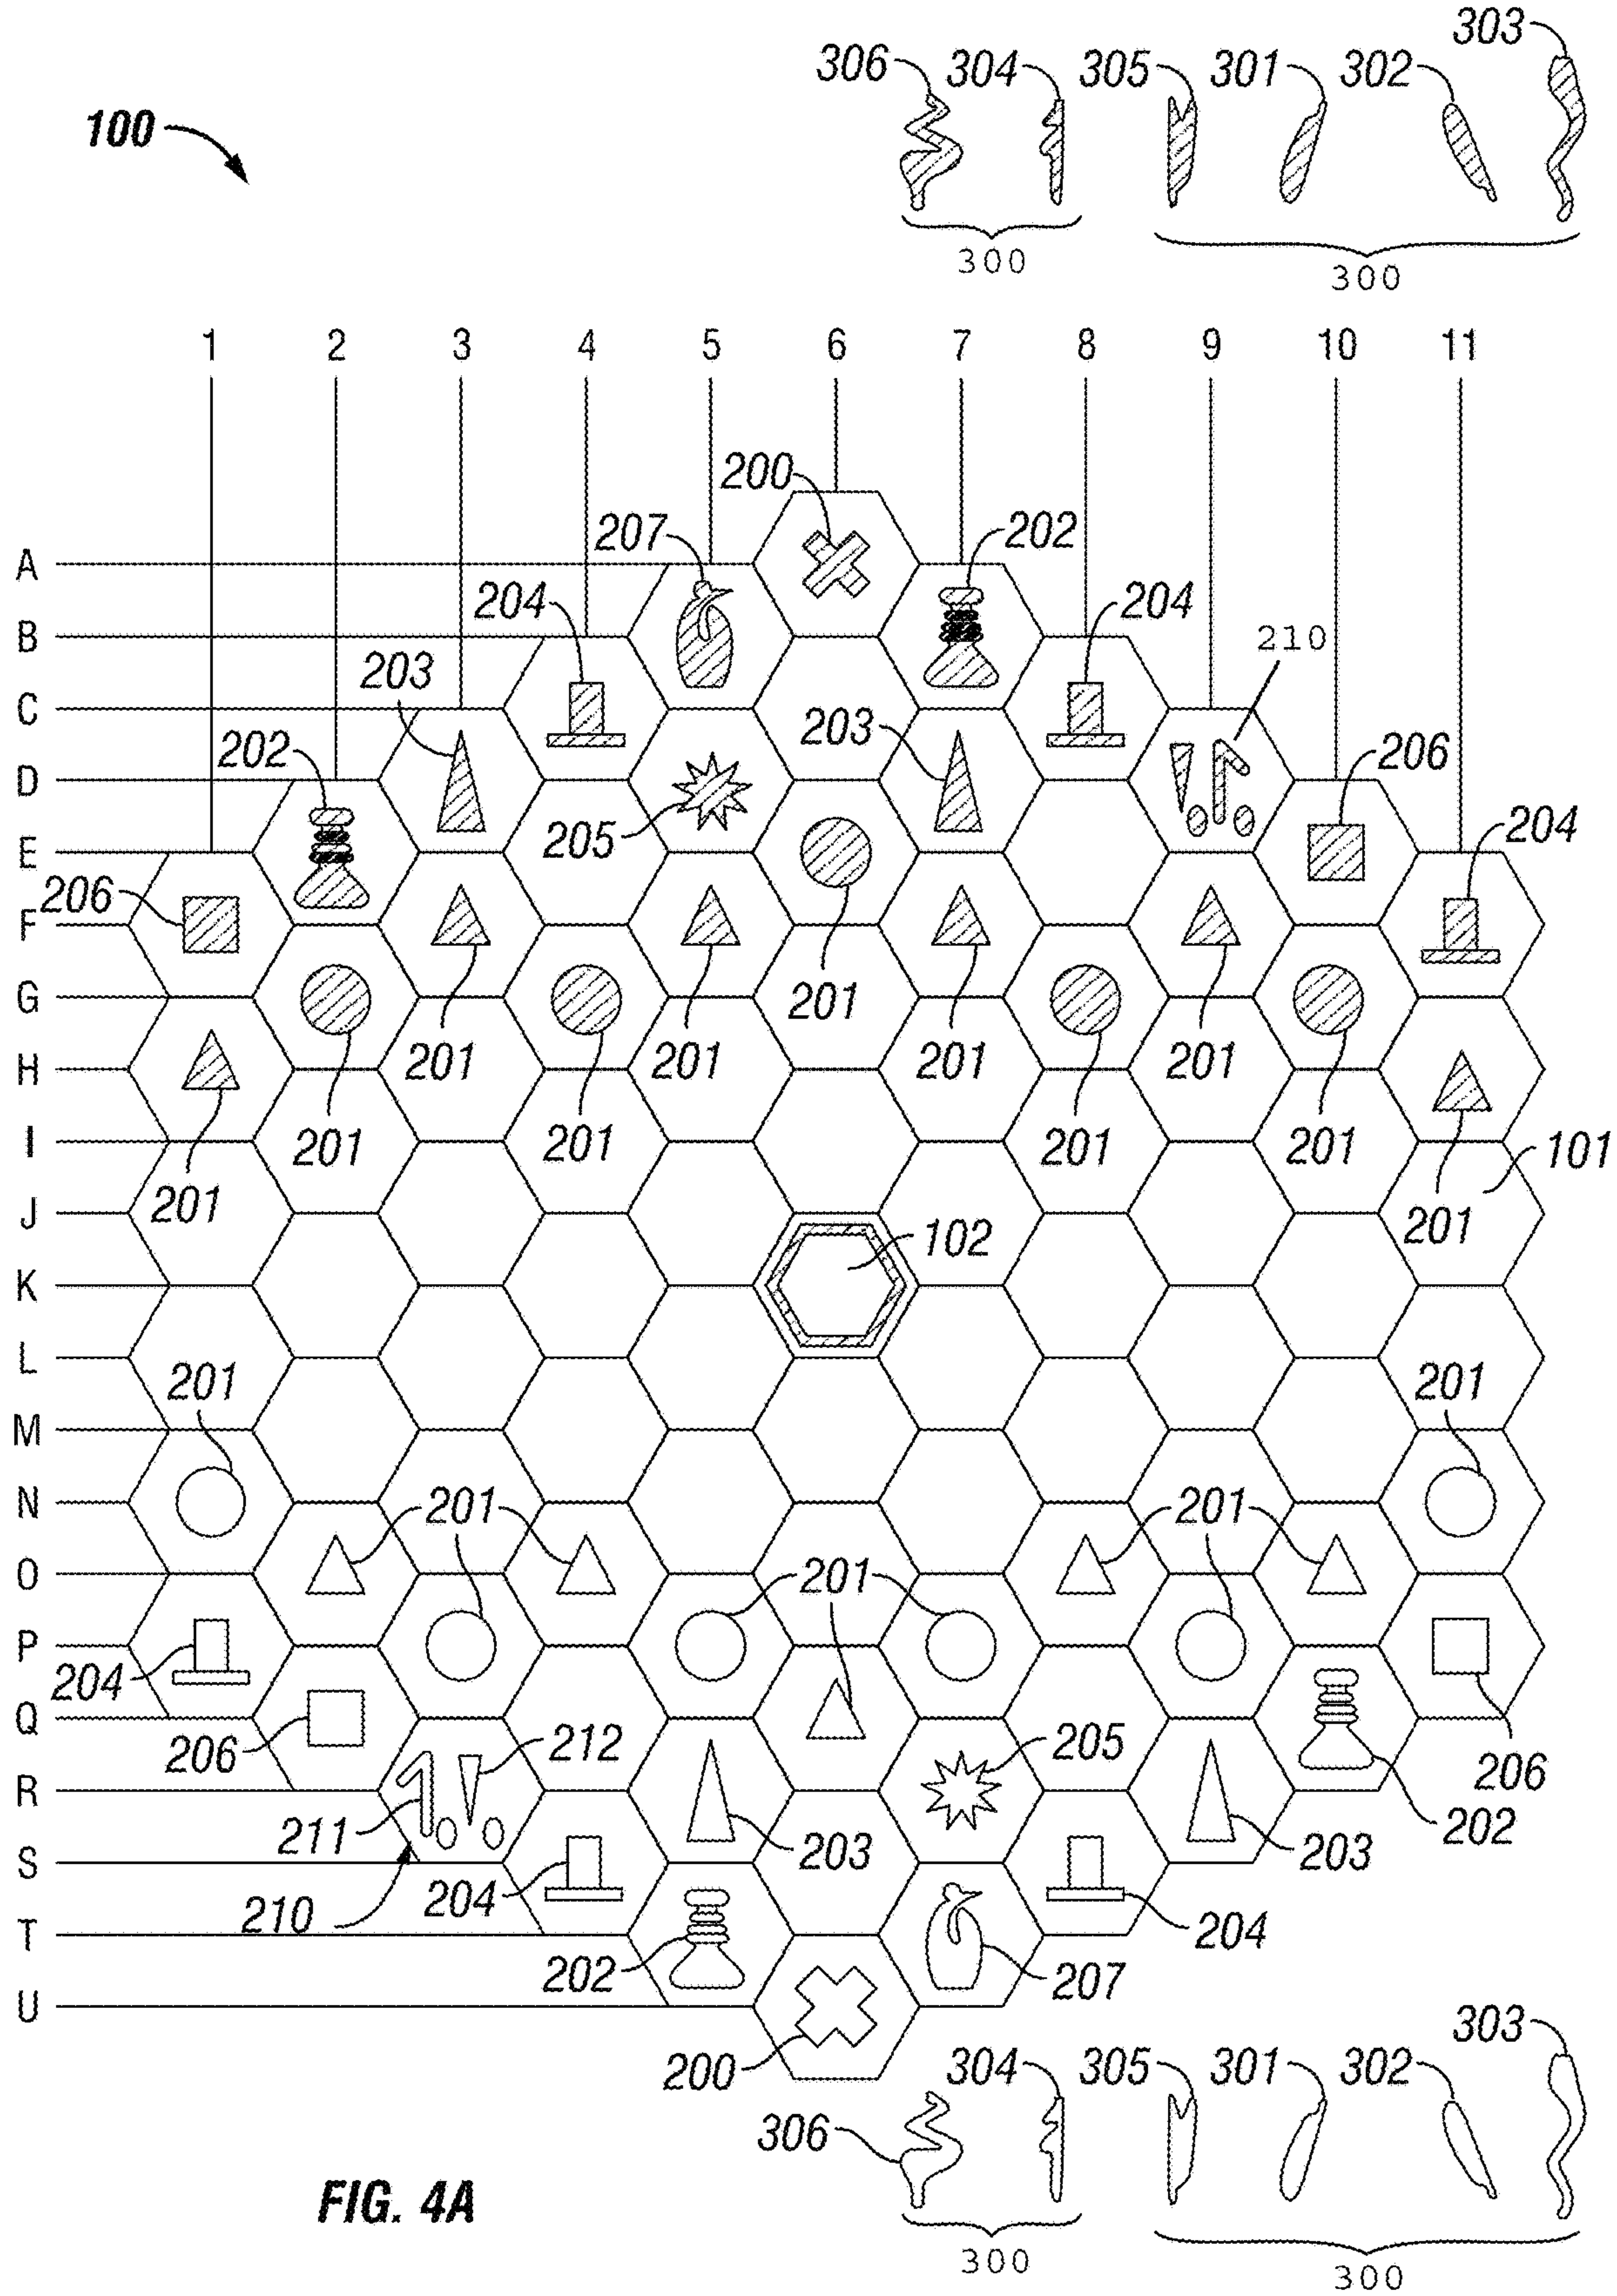 303
306 304 305 301 302
100
300 300
1 2 3 4 5 6 7 8 9 10 11
200
207 202
A
204 204
B 210
203
C 203
202 206
D
205 204
E
206
F
G 201
H 201 201 201 201
I 201 201 201 201 101
201 201
J
102
K
L
201 201
M
N 201 201
O 201
P
204
Q
206 212 205 206
R
211 202
203 203
S
204
210
T 204
202 207
U
303
200 304 305 301 302
306
FIG. 4A
300 300